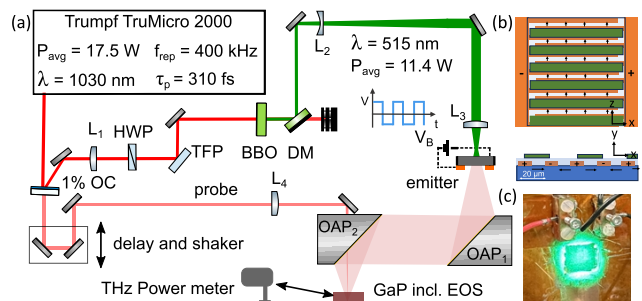 (a)
Trumpf TruMicro 2000
P_avg = 17.5 W f_rep = 400 kHz
λ = 1030 nm τ_p = 310 fs
L_2
λ = 515 nm
P_avg = 11.4 W
V
t
V_B
L_3
L_1 HWP
TFP
BBO DM
emitter
1% OC
probe
L_4
delay and shaker
OAP_2
OAP_1
THz Power meter
GaP incl. EOS
(b)
- +
z
x
y
x
+ - + - + -
20 µm
(c)